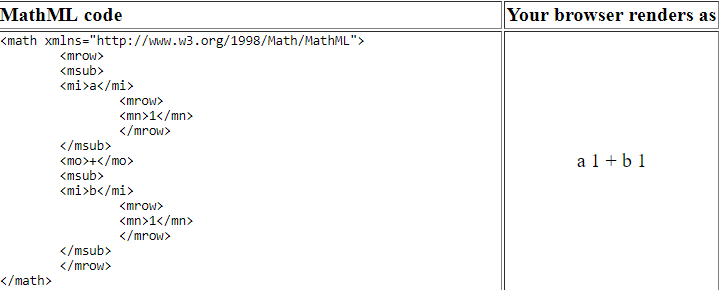 MathML code
Your browser renders as
<math xmlns="http://www.w3.org/1998/Math/MathML">
<mrow>
<msub>
<mi>a</mi>
<mrow>
<mn>1</mn>
</mrow>
</msub>
<mo>+</mo>
<msub>
<mi>b</mi>
<mrow>
<mn>1</mn>
</mrow>
</msub>
</mrow>
</math>
a 1 + b 1